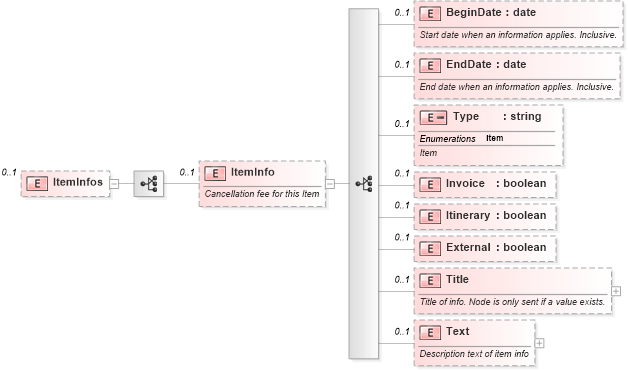 0..1
E ItemInfos
0..1
E ItemInfo
Cancellation fee for this Item
0..1
E BeginDate : date
Start date when an information applies. Inclusive.
0..1
E EndDate : date
End date when an information applies. Inclusive.
0..1
E Type : string
Enumerations Item
Item
0..1
E Invoice : boolean
0..1
E Itinerary : boolean
0..1
E External : boolean
0..1
E Title
Title of info. Node is only sent if a value exists.
0..1
E Text
Description text of item info